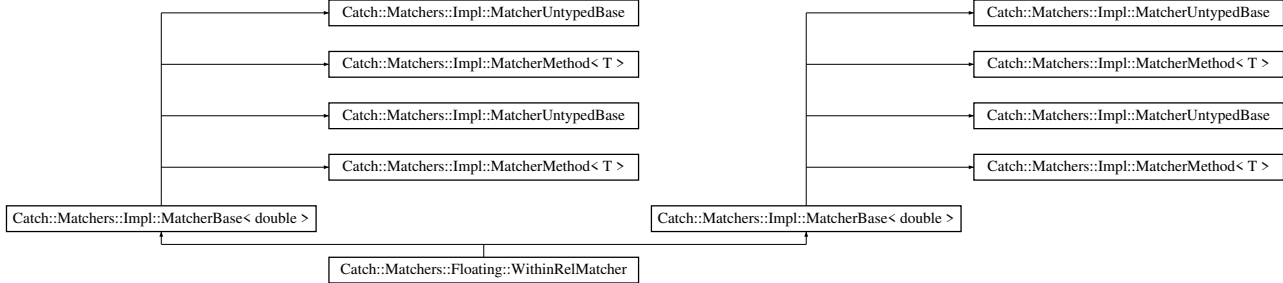 Catch::Matchers::Impl::MatcherUntypedBase
Catch::Matchers::Impl::MatcherUntypedBase
Catch::Matchers::Impl::MatcherMethod< T >
Catch::Matchers::Impl::MatcherMethod< T >
Catch::Matchers::Impl::MatcherUntypedBase
Catch::Matchers::Impl::MatcherUntypedBase
Catch::Matchers::Impl::MatcherMethod< T >
Catch::Matchers::Impl::MatcherMethod< T >
Catch::Matchers::Impl::MatcherBase< double >
Catch::Matchers::Impl::MatcherBase< double >
Catch::Matchers::Floating::WithinRelMatcher